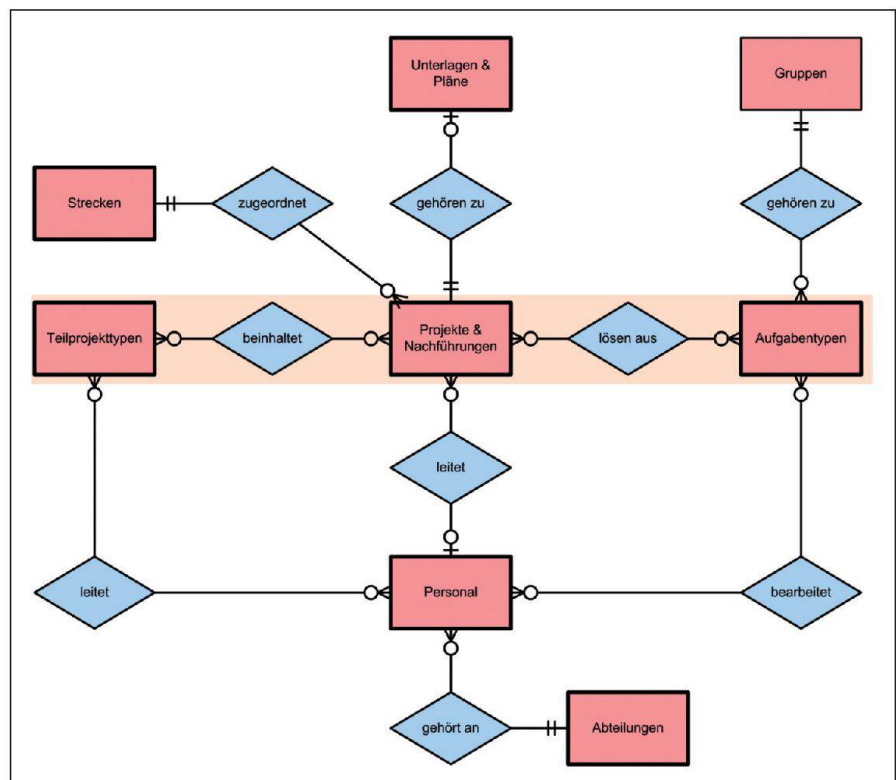 Unterlagen &
Pläne
Gruppen
Strecken
zugeordnet
gehören zu
gehören zu
Teilprojekttypen
beinhaltet
Projekte &
Nachführungen
lösen aus
Aufgabentypen
leitet
leitet
Personal
bearbeitet
gehört an
Abteilungen